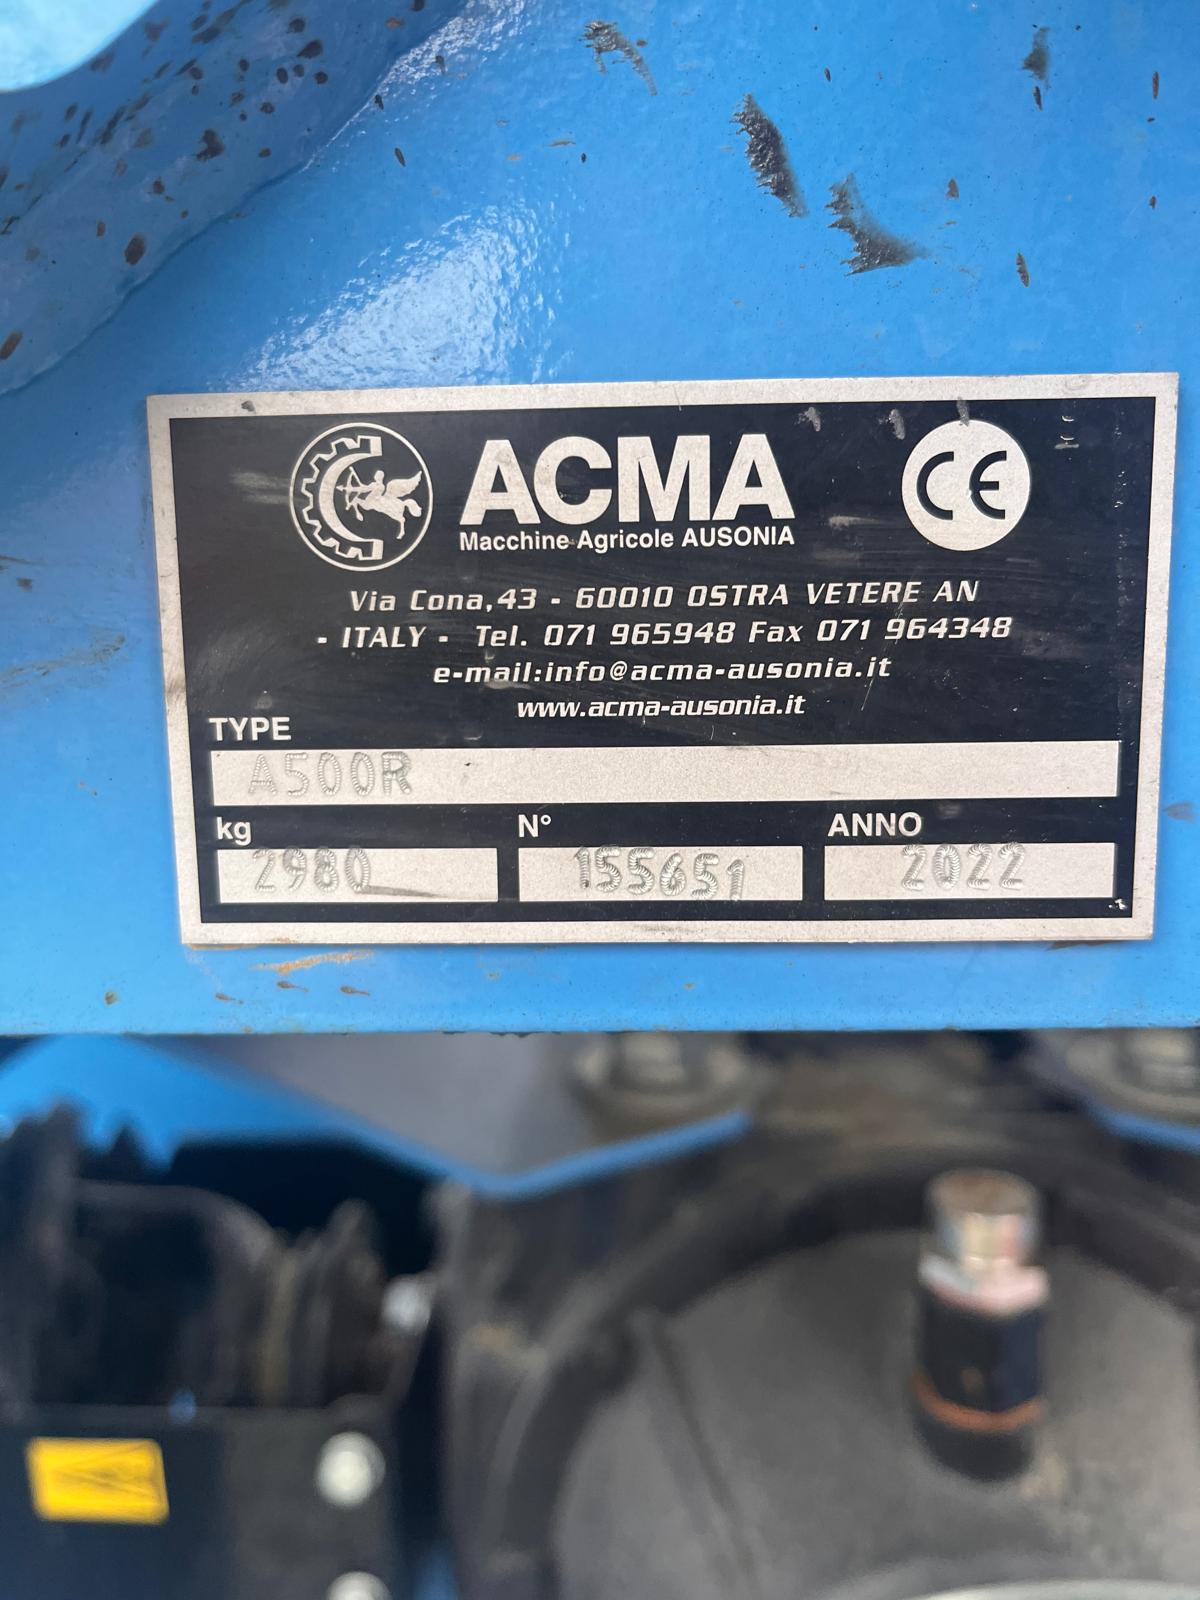 ACMA
CE
Macchine Agricole AUSONIA
Via Cona,43 - 60010 OSTRA VETERE AN
- ITALY - Tel. 071 965948 Fax 071 964348
e-mail:info@acma-ausonia.it
www.acma-ausonia.it
TYPE
A500R
kg N° ANNO
2980 155651 2022